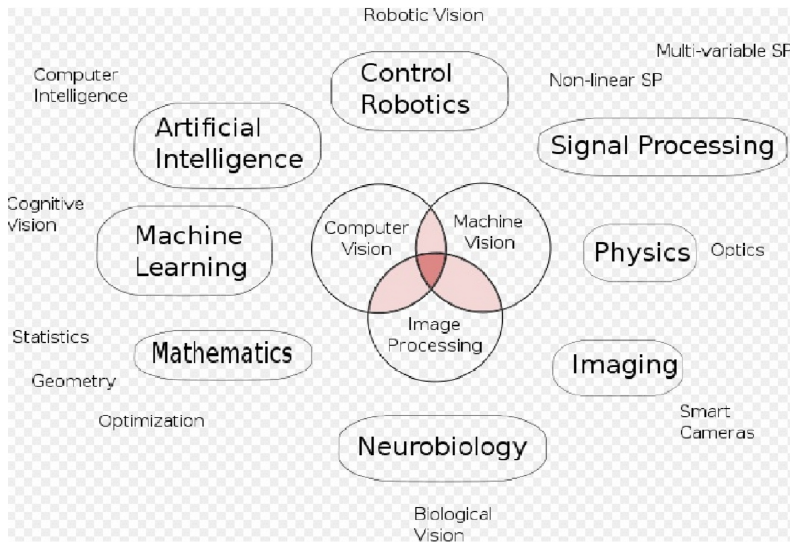 Robotic Vision
Multi-variable SP
Computer
Intelligence
Control
Robotics
Non-linear SP
Artificial
Intelligence
Signal Processing
Cognitive
Vision
Machine
Learning
Computer
Vision
Machine
Vision
Physics
Optics
Statistics
Mathematics
Image
Processing
Imaging
Geometry
Optimization
Smart
Cameras
Neurobiology
Biological
Vision